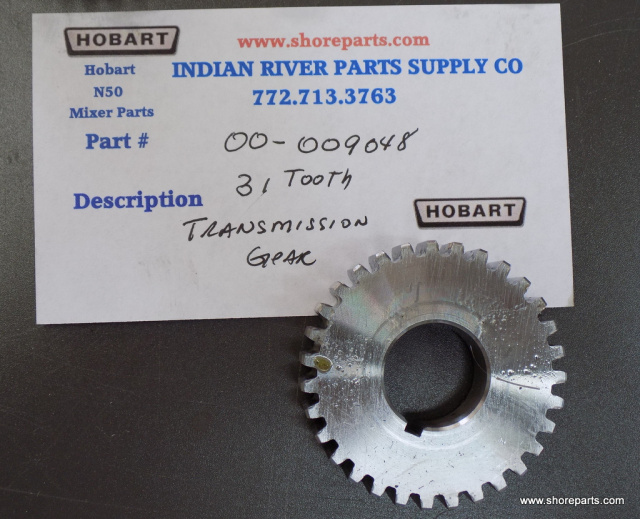 HOBART
www.shoreparts.com
Hobart
N50
Mixer Parts
INDIAN RIVER PARTS SUPPLY CO
772.713.3763
Part #
00-009048
31 Tooth
Description
HOBART
TRANSMISSION
GEAR
www.shoreparts.com